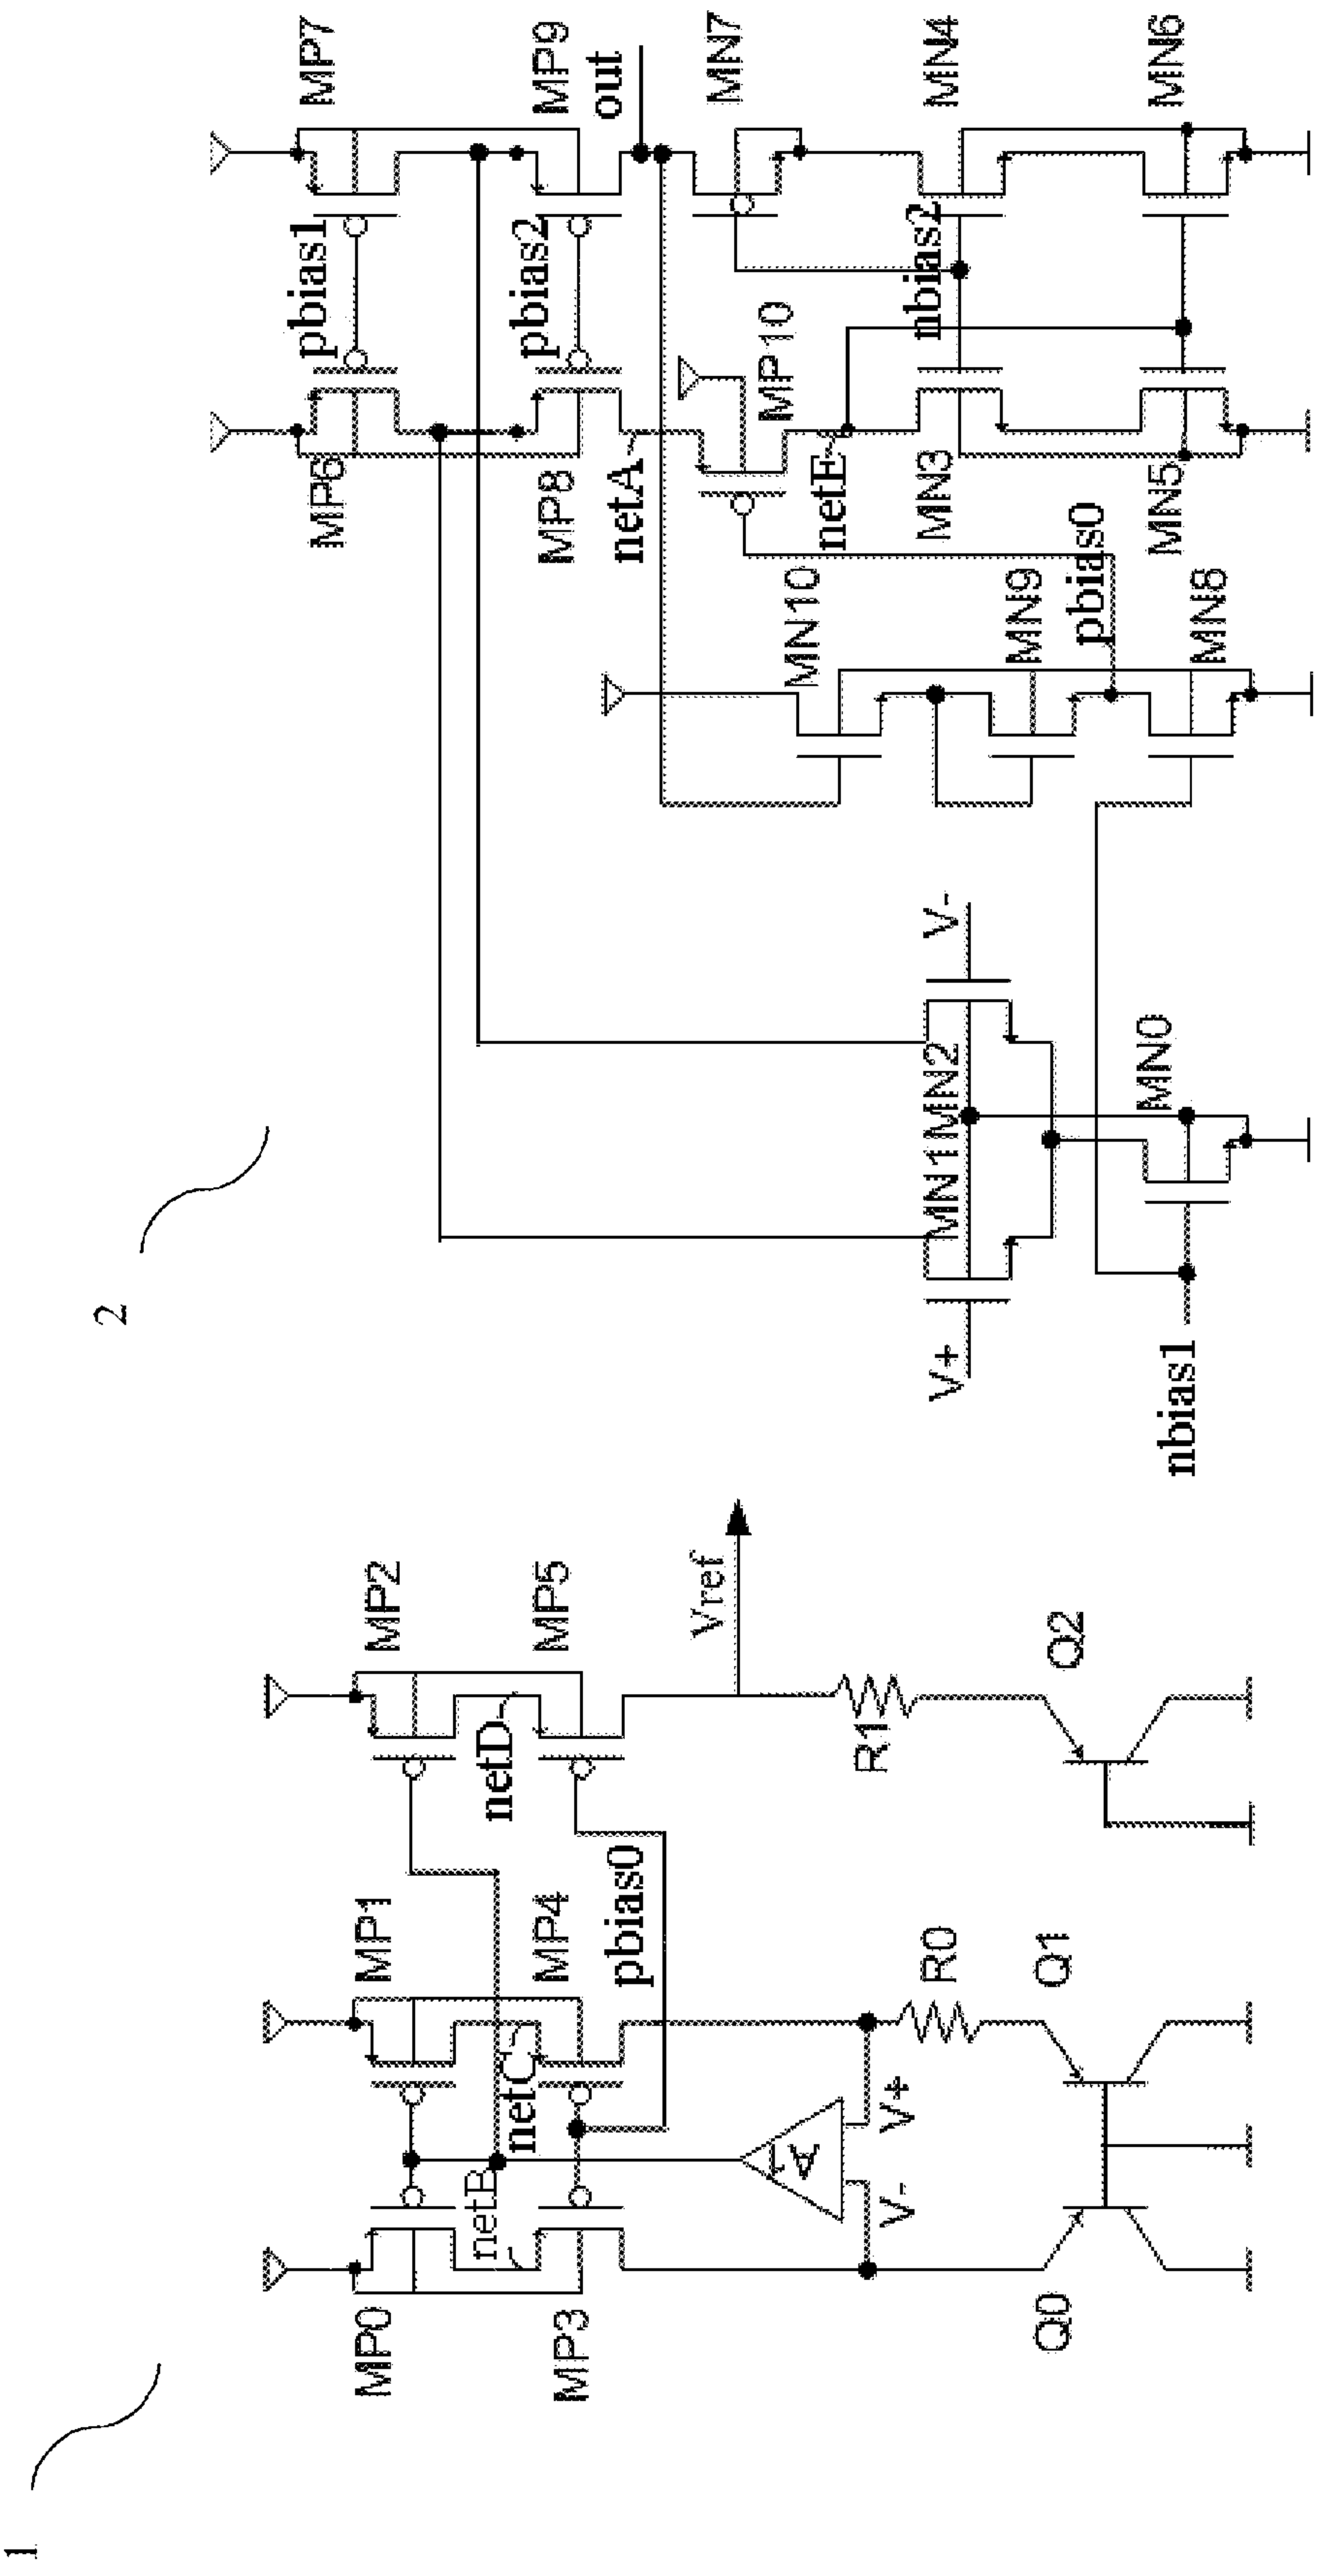 1
MP0
MP1
MP2
netB
netC
netD
MP3
MP4
MP5
pbias0
Vref
A1
V-
V+
R0
R1
Q0
Q1
Q2
2
MP6
pbias1
MP7
MP8
pbias2
MP9
netA
out
MN10
MP10
MN7
netE
V+
MN1
MN2
V-
MN9
MN3
nbias2
MN4
pbias0
nbias1
MN0
MN8
MN5
MN6